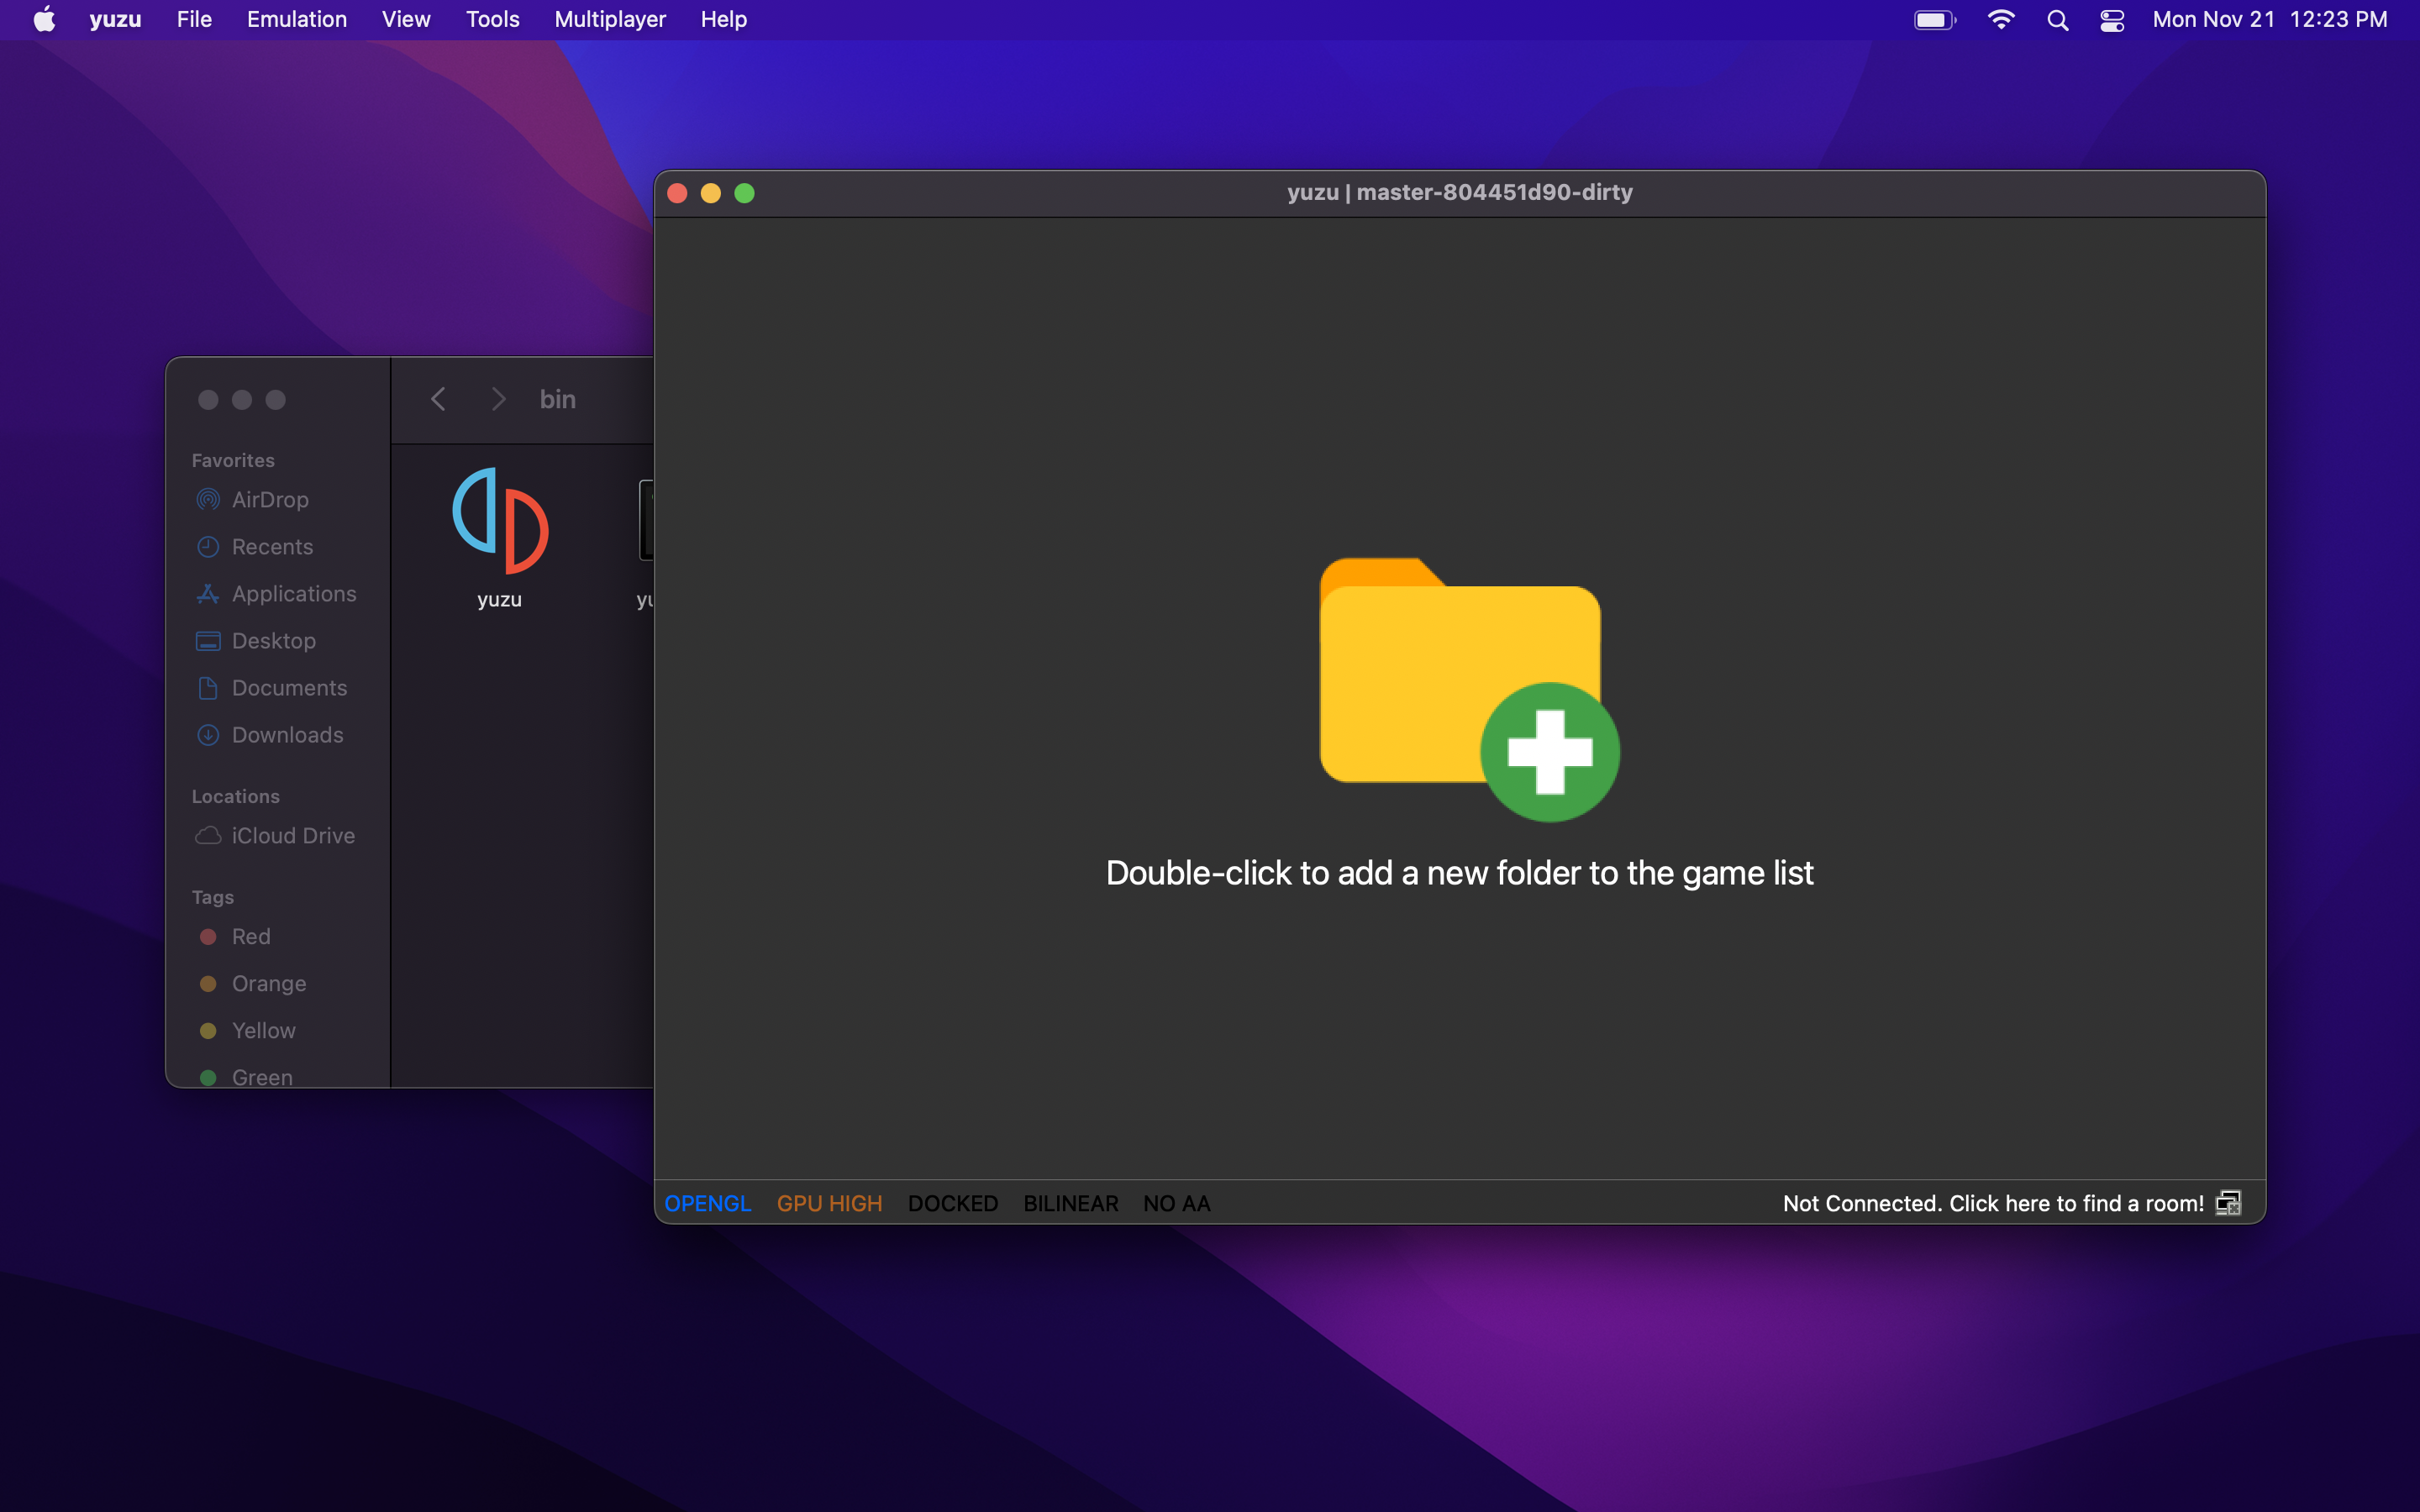 yuzu File Emulation View Tools Multiplayer Help Mon Nov 21 12:23 PM
yuzu | master-804451d90-dirty
bin
Favorites
AirDrop
Recents
Applications
Desktop
Documents
Downloads
Locations
iCloud Drive
Tags
Red
Orange
Yellow
Green
yuzu yu
Double-click to add a new folder to the game list
OPENGL GPU HIGH DOCKED BILINEAR NO AA Not Connected. Click here to find a room!